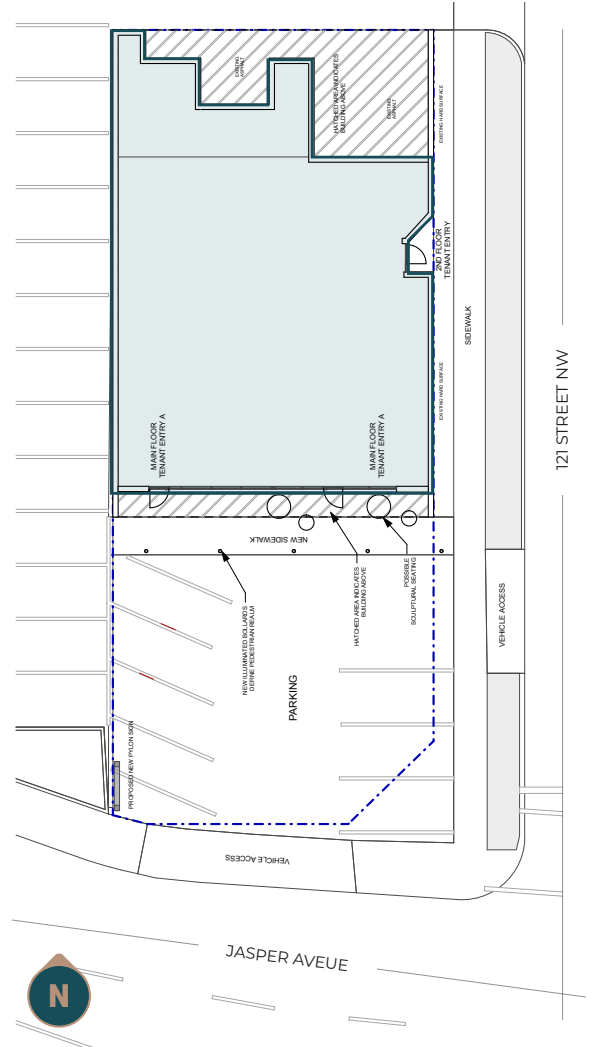 EXISTING
ASPHALT
HATCHED AREA INDICATES
BUILDING ABOVE
EXISTING
ASPHALT
EXISTING HARD SURFACE
2ND FLOOR
TENANT ENTRY
SIDEWALK
121 STREET NW
EXISTING HARD SURFACE
MAIN FLOOR
TENANT ENTRY A
MAIN FLOOR
TENANT ENTRY A
NEW SIDEWALK
NEW ILLUMINATED BOLLARDS
DEFINE PEDESTRIAN REALM
HATCHED AREA INDICATES
BUILDING ABOVE
POSSIBLE
SCULPTURAL SEATING
VEHICLE ACCESS
PARKING
PROPOSED NEW PYLON SIGN
VEHICLE ACCESS
JASPER AVEUE
N